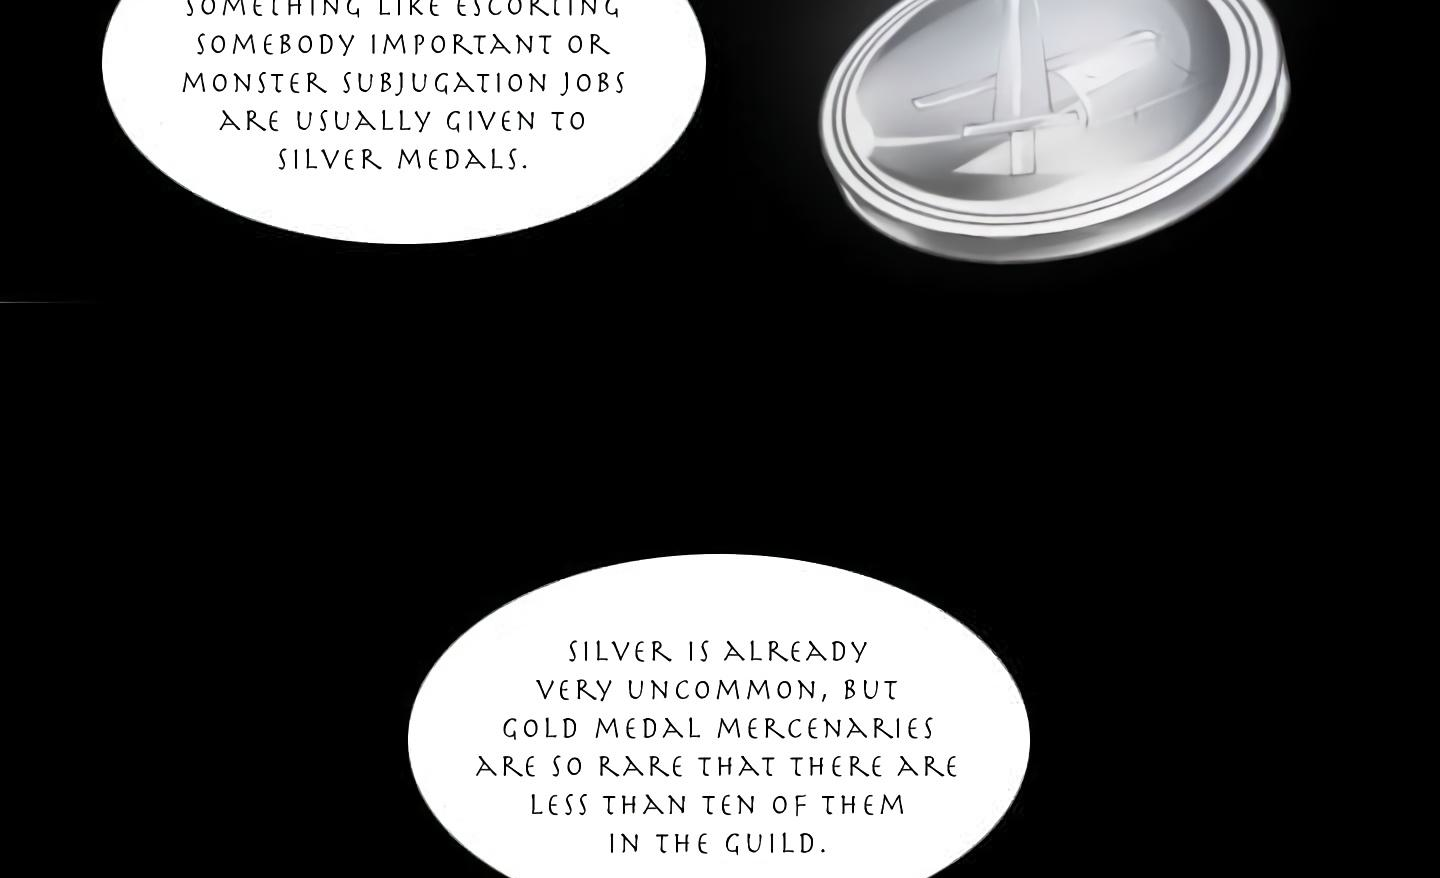 SOMETHING LIKE ESCORTING
SOMEBODY IMPORTANT OR
MONSTER SUBJUGATION JOBS
ARE USUALLY GIVEN TO
SILVER MEDALS.
SILVER IS ALREADY
VERY UNCOMMON, BUT
GOLD MEDAL MERCENARIES
ARE SO RARE THAT THERE ARE
LESS THAN TEN OF THEM
IN THE GUILD.